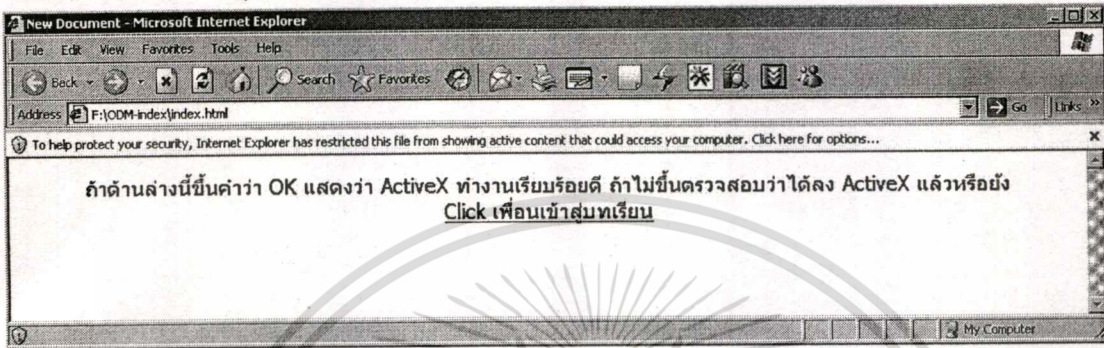 New Document - Microsoft Internet Explorer
File Edit View Favorites Tools Help
Back Search Favorites
Address F:\ODM-index\index.html Go Links »
To help protect your security, Internet Explorer has restricted this file from showing active content that could access your computer. Click here for options... ×
ถ้าด้านล่างนี้ขึ้นคำว่า OK แสดงว่า ActiveX ทำงานเรียบร้อยดี ถ้าไม่ขึ้นตรวจสอบว่าได้ลง ActiveX แล้วหรือยัง
Click เพื่อนเข้าสู่บทเรียน
My Computer